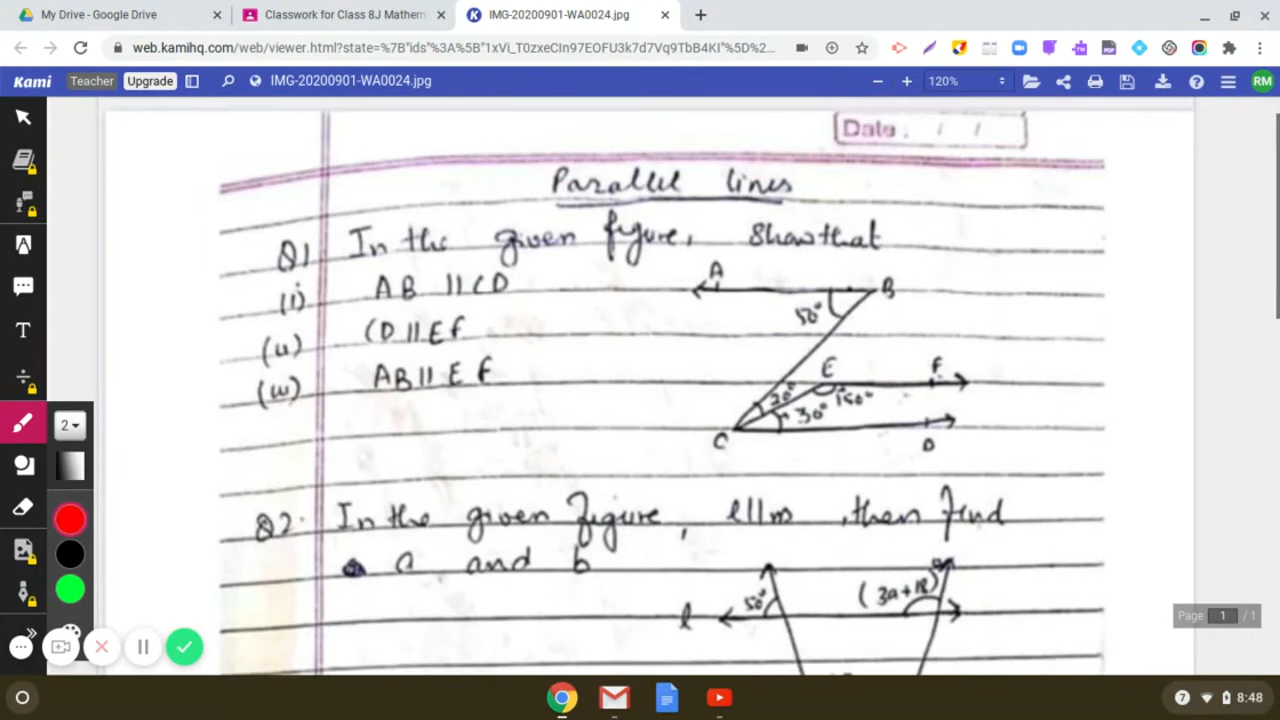 My Drive - Google Drive
Classwork for Class 8J Mathem
IMG-20200901-WA0024.jpg
web.kamihq.com/web/viewer.html?state=%7B"ids"%3A%5B"1xVi_T0zxeCIn97EOFU3k7d7Vq9TbB4KI"%5D%2...
Kami Teacher Upgrade IMG-20200901-WA0024.jpg 120% RM
Date . / /
Parallel lines
Q1 In the given figure, Show that
(i) AB || CD
(ii) CD || EF
(iii) AB || EF
A B
50°
E F
20° 150°
30°
C D
Q2. In the given figure, l||m , then find
a and b
50° (3a+18)
l
2
Page 1 / 1
7 8:48